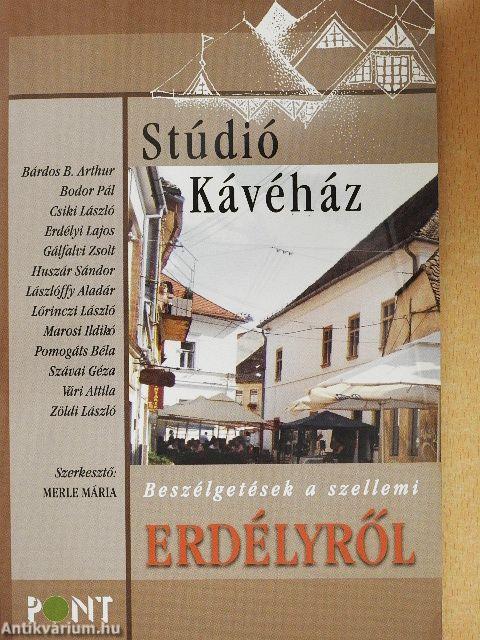 Stúdió
Kávéház
Bárdos B. Arthur
Bodor Pál
Csiki László
Erdélyi Lajos
Gálfalvi Zsolt
Huszár Sándor
Lászlóffy Aladár
Lőrinczi László
Marosi Ildikó
Pomogáts Béla
Szávai Géza
Vári Attila
Zöldi László
Szerkesztő:
MERLE MÁRIA
Beszélgetések a szellemi
ERDÉLYRŐL
PONT
Antikvárium.hu